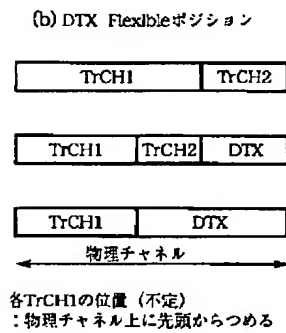 (b) DTX Flexibleポジション
TrCH1 TrCH2
TrCH1 TrCH2 DTX
TrCH1 DTX
物理チャネル
各TrCH1の位置 (不定)
:物理チャネル上に先頭からつめる